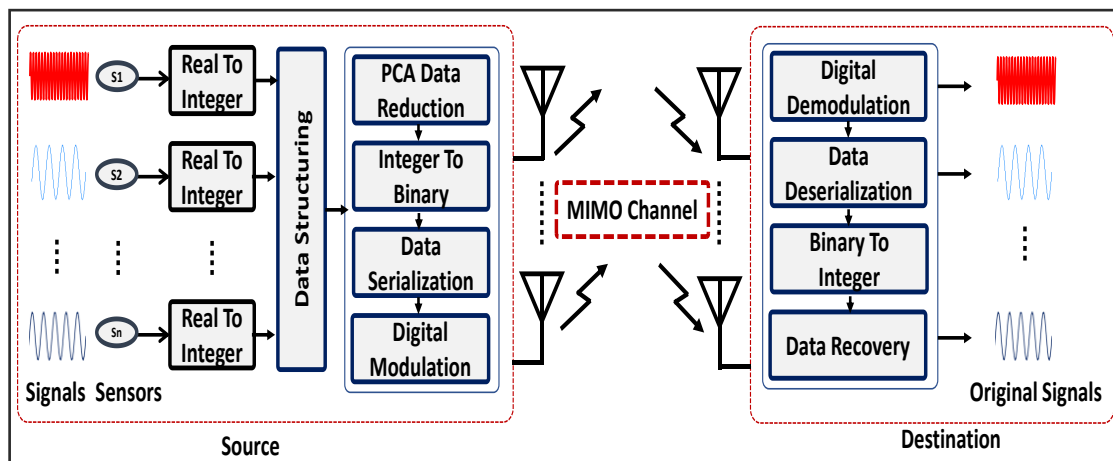 S1
Real To
Integer
S2
Real To
Integer
Sn
Real To
Integer
Signals
Sensors
Data Structuring
PCA Data
Reduction
Integer To
Binary
Data
Serialization
Digital
Modulation
Source
MIMO Channel
Digital
Demodulation
Data
Deserialization
Binary To
Integer
Data Recovery
Original Signals
Destination